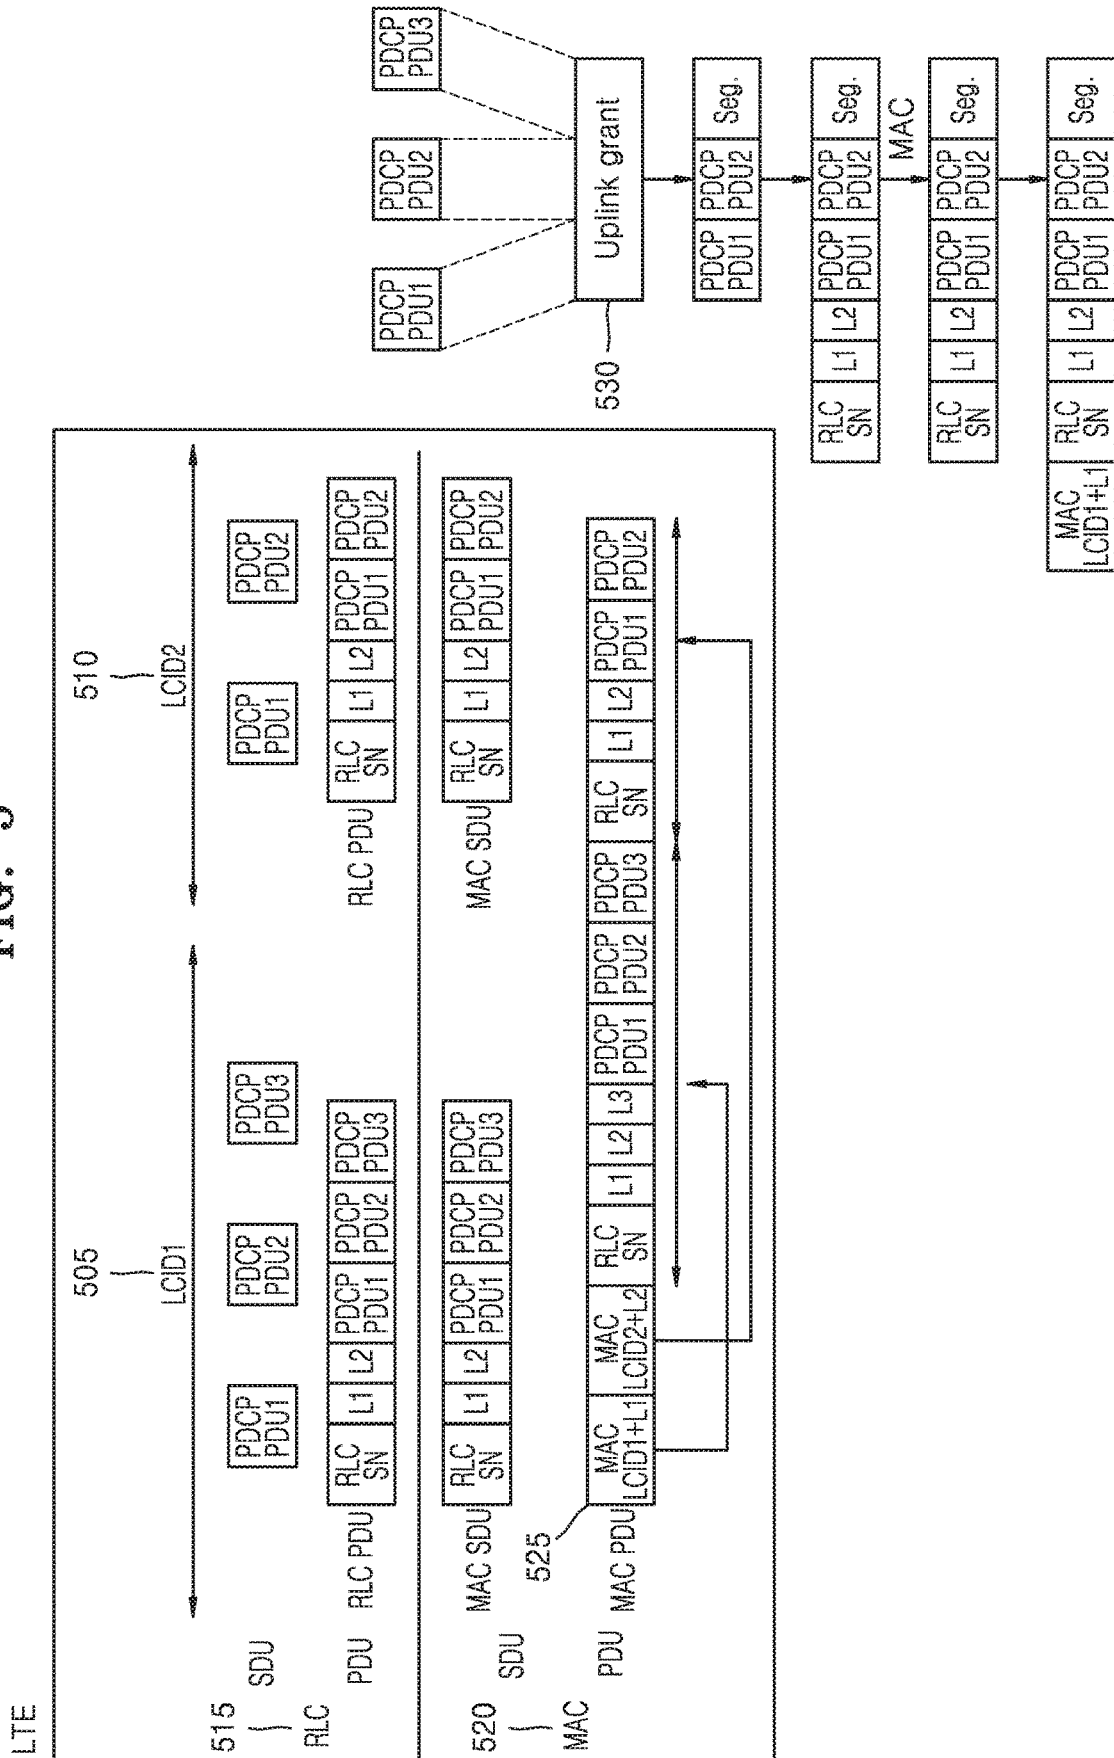 FIG. 5
LTE
505
LCID1
510
LCID2
515
RLC
SDU
PDCP
PDU1
PDCP
PDU2
PDCP
PDU3
PDCP
PDU1
PDCP
PDU2
PDU
RLC PDU
RLC
SN
L1
L2
PDCP
PDU1
PDCP
PDU2
PDCP
PDU3
RLC PDU
RLC
SN
L1
L2
PDCP
PDU1
PDCP
PDU2
520
MAC
SDU
MAC SDU
RLC
SN
L1
L2
PDCP
PDU1
PDCP
PDU2
PDCP
PDU3
MAC SDU
RLC
SN
L1
L2
PDCP
PDU1
PDCP
PDU2
525
PDU
MAC PDU
MAC
LCID1+L1
MAC
LCID2+L2
RLC
SN
L1
L2
L3
PDCP
PDU1
PDCP
PDU2
PDCP
PDU3
RLC
SN
L1
L2
PDCP
PDU1
PDCP
PDU2
PDCP
PDU1
PDCP
PDU2
PDCP
PDU3
530
Uplink grant
PDCP
PDU1
PDCP
PDU2
Seg.
RLC
SN
L1
L2
PDCP
PDU1
PDCP
PDU2
Seg.
MAC
RLC
SN
L1
L2
PDCP
PDU1
PDCP
PDU2
Seg.
MAC
LCID1+L1
RLC
SN
L1
L2
PDCP
PDU1
PDCP
PDU2
Seg.